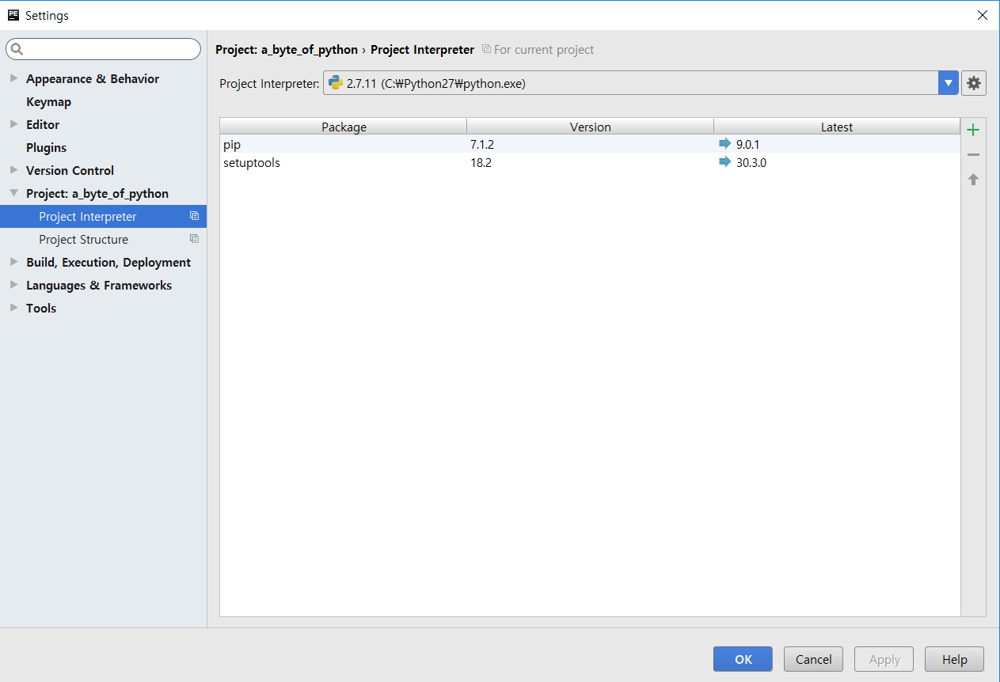 PE Settings
Project: a_byte_of_python › Project Interpreter For current project
Appearance & Behavior
Keymap
Editor
Plugins
Version Control
Project: a_byte_of_python
Project Interpreter
Project Structure
Build, Execution, Deployment
Languages & Frameworks
Tools
Project Interpreter: 2.7.11 (C:₩Python27₩python.exe)
Package Version Latest
pip 7.1.2 9.0.1
setuptools 18.2 30.3.0
OK Cancel Apply Help